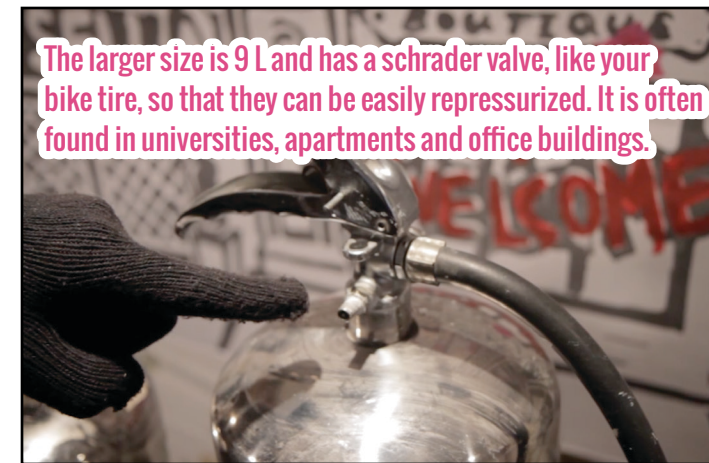 BOUTIQUE
The larger size is 9 L and has a schrader valve, like your
bike tire, so that they can be easily repressurized. It is often
found in universities, apartments and office buildings.
WELCOME